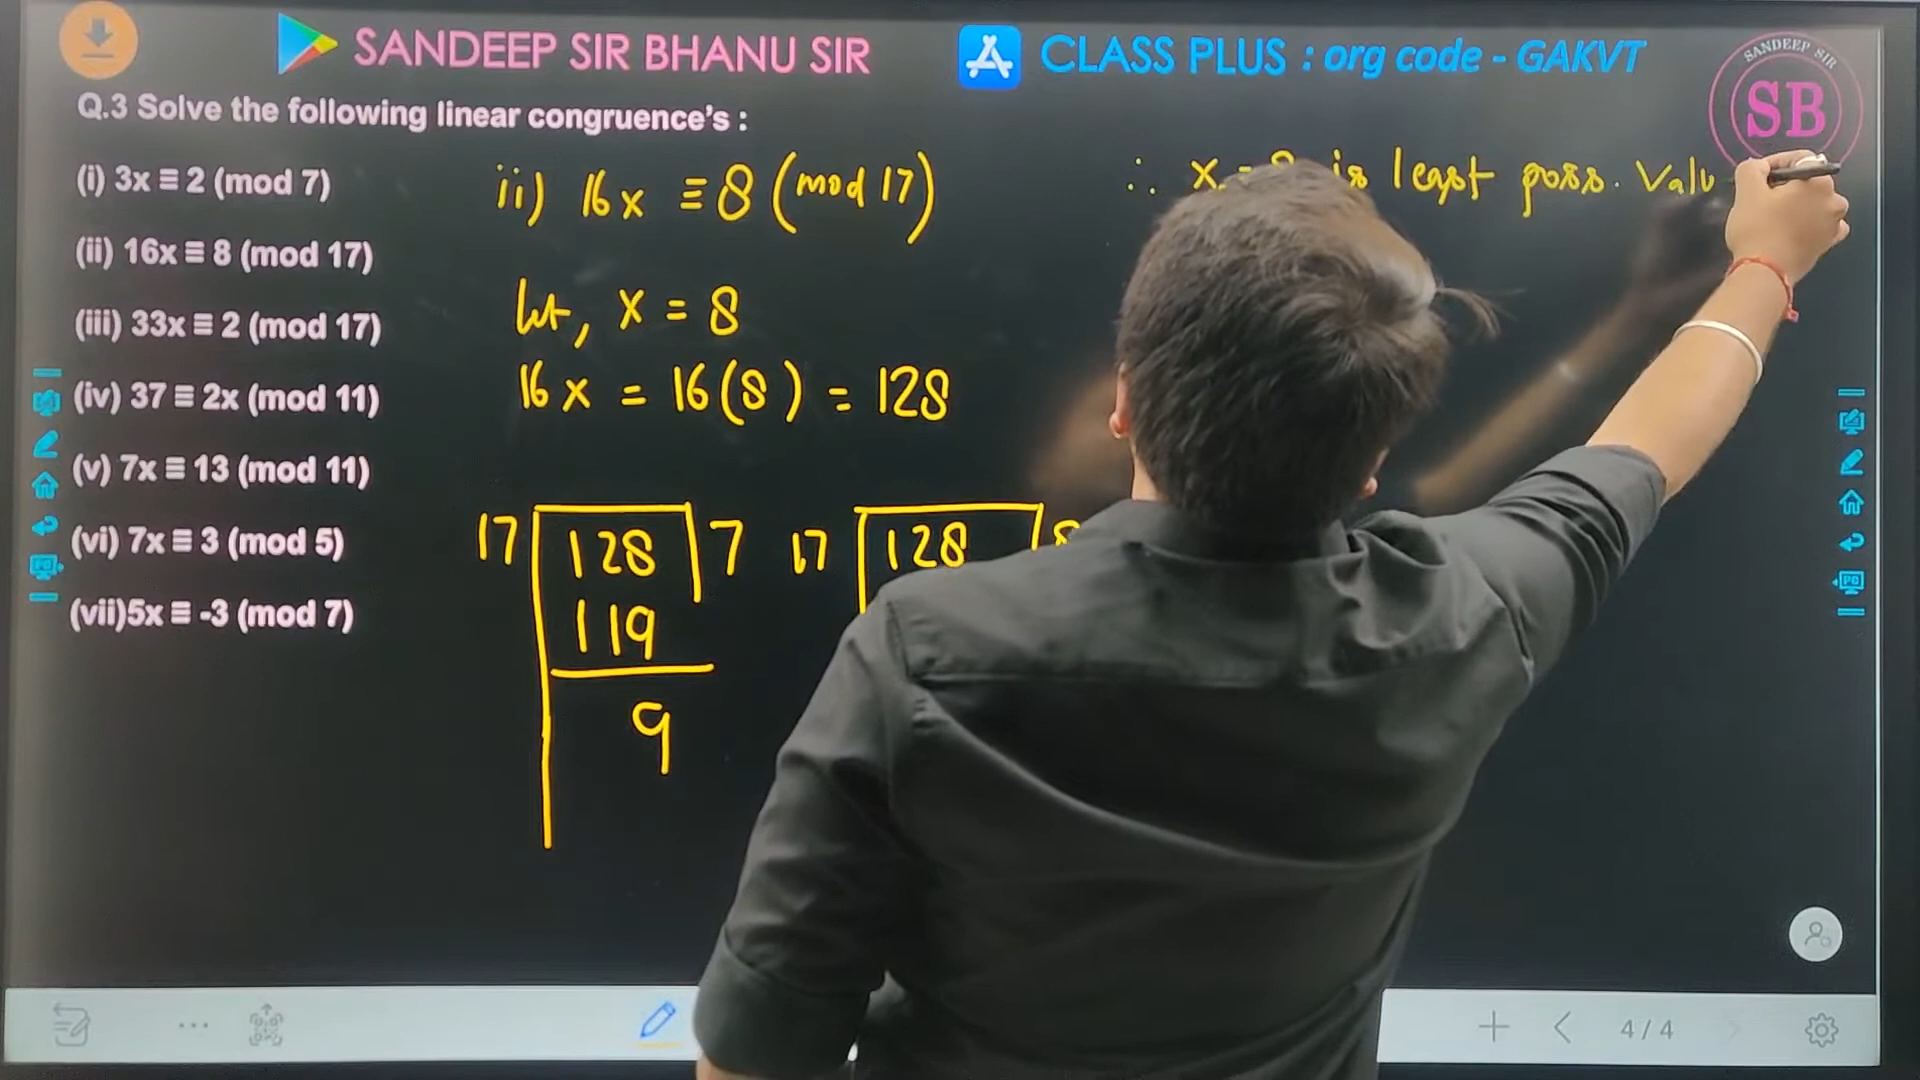 SANDEEP SIR BHANU SIR
CLASS PLUS : org code - GAKVT
SANDEEP SIR
SB
Q.3 Solve the following linear congruence's :
(i) 3x ≡ 2 (mod 7)
(ii) 16x ≡ 8 (mod 17)
(iii) 33x ≡ 2 (mod 17)
(iv) 37 ≡ 2x (mod 11)
(v) 7x ≡ 13 (mod 11)
(vi) 7x ≡ 3 (mod 5)
(vii)5x ≡ -3 (mod 7)
ii) 16x ≡ 8 (mod 17)
let, x = 8
16x = 16(8) = 128
17 128 7
119
9
17 128 8
∴ x = 8 is least poss. Valu
4/4